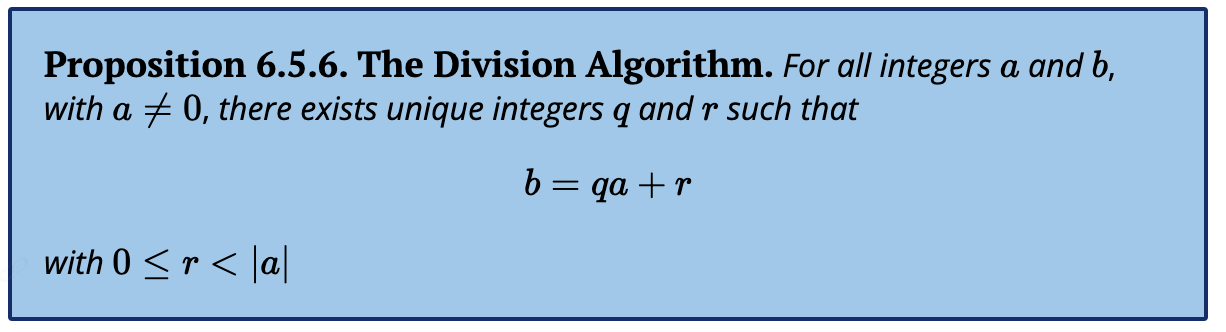 Proposition 6.5.6. The Division Algorithm. For all integers a and b,
with a ≠ 0, there exists unique integers q and r such that
b = qa + r
with 0 ≤ r < |a|